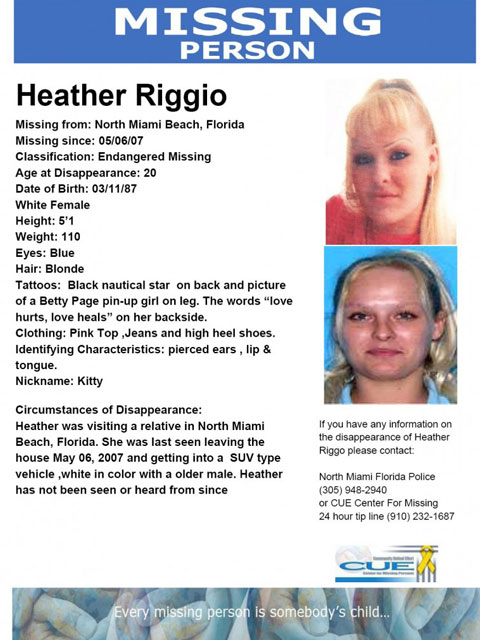 MISSING
PERSON
Heather Riggio
Missing from: North Miami Beach, Florida
Missing since: 05/06/07
Classification: Endangered Missing
Age at Disappearance: 20
Date of Birth: 03/11/87
White Female
Height: 5'1
Weight: 110
Eyes: Blue
Hair: Blonde
Tattoos:  Black nautical star  on back and picture
of a Betty Page pin-up girl on leg. The words “love
hurts, love heals” on her backside.
Clothing: Pink Top ,Jeans and high heel shoes.
Identifying Characteristics: pierced ears , lip &
tongue.
Nickname: Kitty
Circumstances of Disappearance:
Heather was visiting a relative in North Miami
Beach, Florida. She was last seen leaving the
house May 06, 2007 and getting into a  SUV type
vehicle ,white in color with a older male. Heather
has not been seen or heard from since
If you have any information on
the disappearance of Heather
Riggo please contact:
North Miami Florida Police
(305) 948-2940
or CUE Center For Missing
24 hour tip line (910) 232-1687
CUE
Center for Missing Persons
Every missing person is somebody's child...